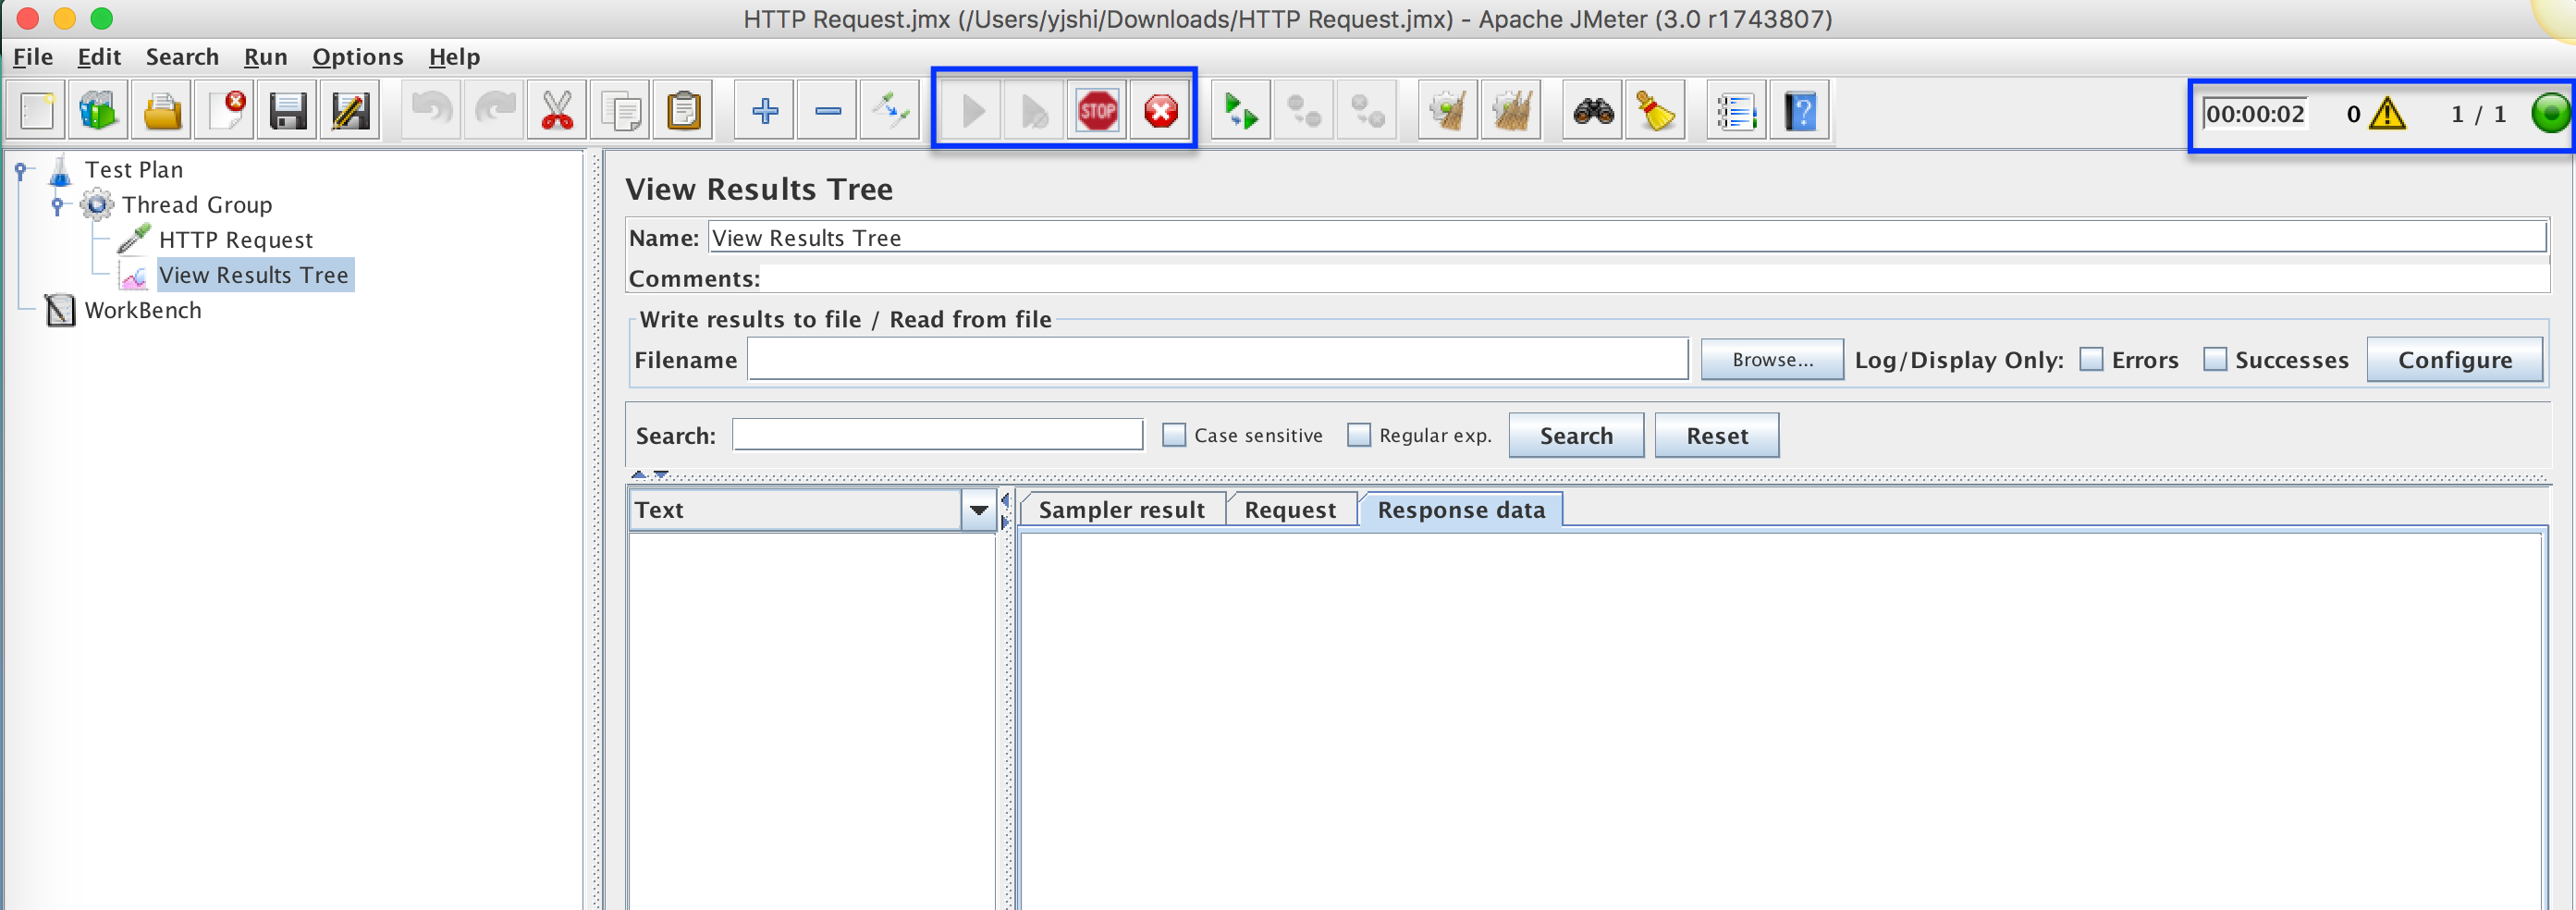 HTTP Request.jmx (/Users/yjshi/Downloads/HTTP Request.jmx) - Apache JMeter (3.0 r1743807)
File Edit Search Run Options Help
STOP
00:00:02 0 1 / 1
Test Plan
Thread Group
HTTP Request
View Results Tree
WorkBench
View Results Tree
Name: View Results Tree
Comments:
Write results to file / Read from file
Filename Browse... Log/Display Only: Errors Successes Configure
Search: Case sensitive Regular exp. Search Reset
Text
Sampler result Request Response data